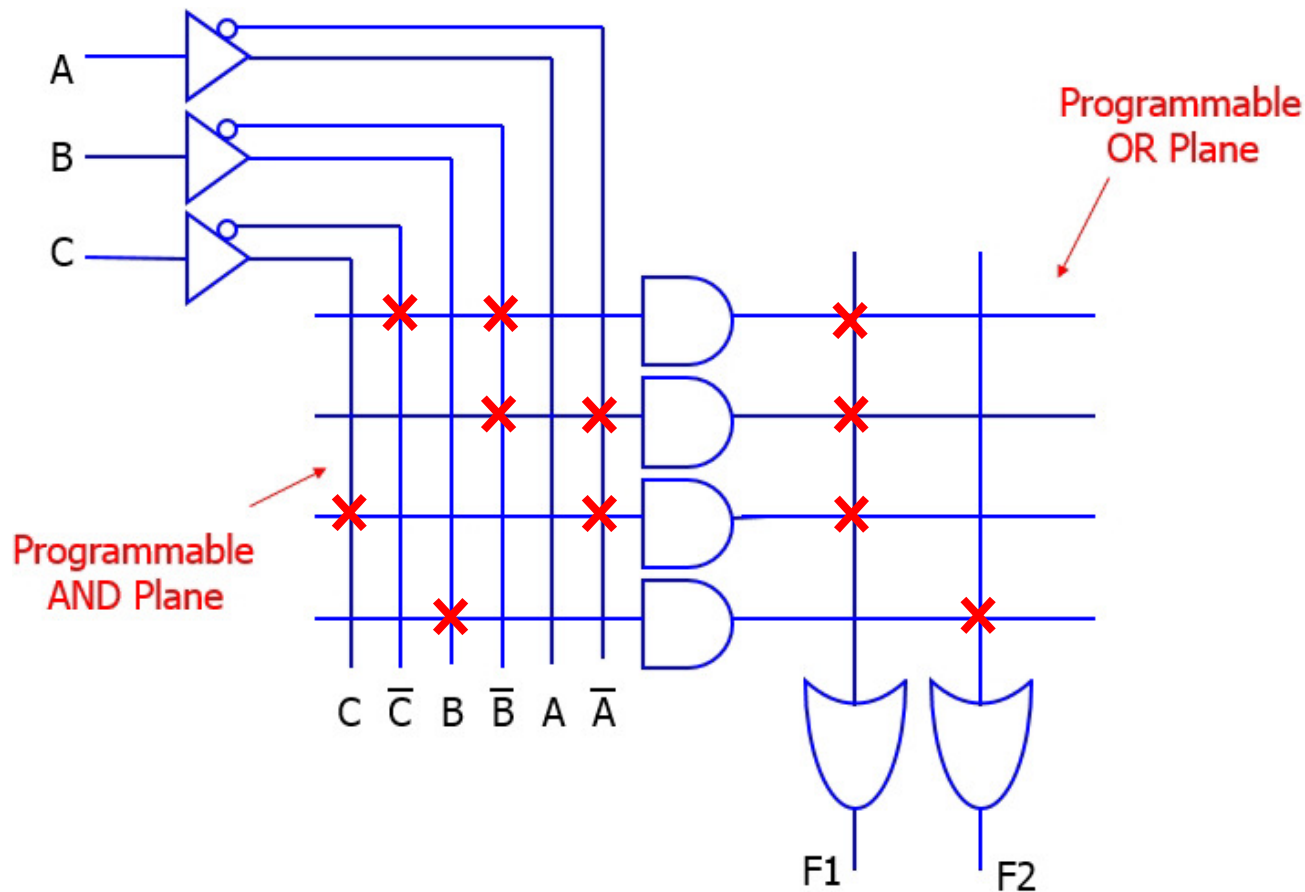 A
B
C
Programmable
OR Plane
Programmable
AND Plane
C C̅ B B̅ A A̅
F1 F2